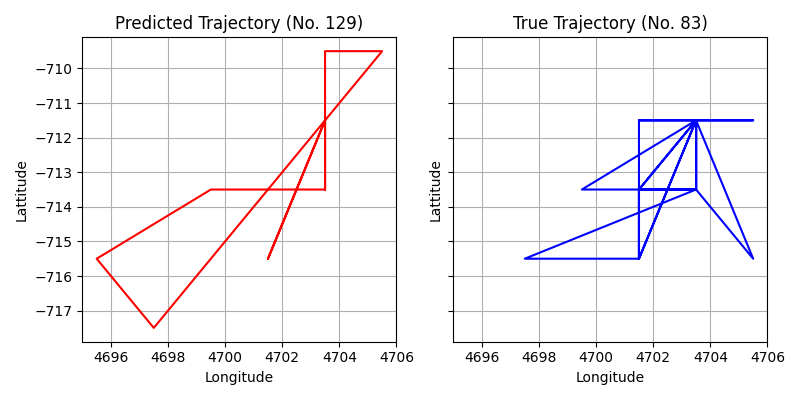 Predicted Trajectory (No. 129)
True Trajectory (No. 83)
−710
−711
−712
−713
−714
−715
−716
−717
Lattitude
Lattitude
4696 4698 4700 4702 4704 4706
4696 4698 4700 4702 4704 4706
Longitude
Longitude